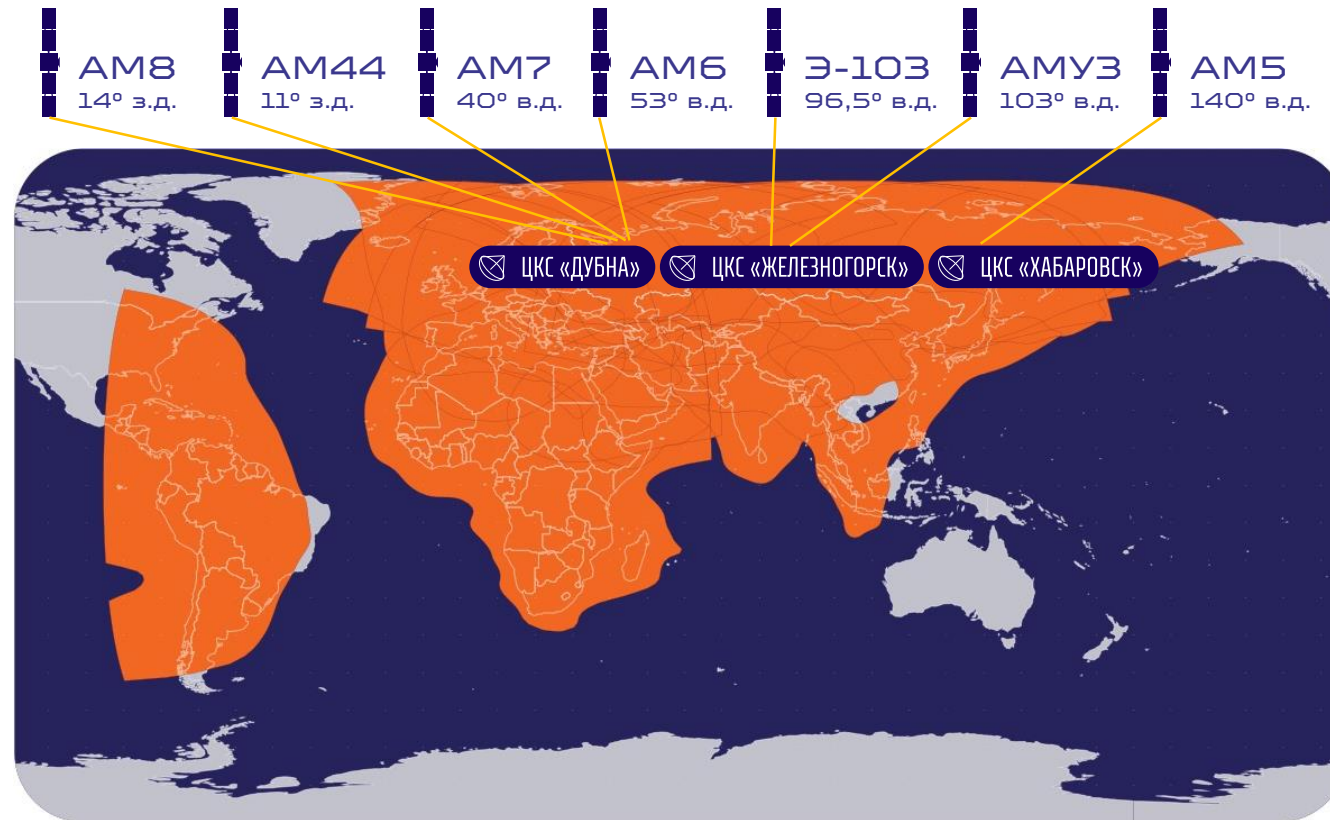 АМ8
14° з.д.
АМ44
11° з.д.
АМ7
40° в.д.
АМ6
53° в.д.
Э-103
96,5° в.д.
АМУ3
103° в.д.
АМ5
140° в.д.
ЦКС «ДУБНА»
ЦКС «ЖЕЛЕЗНОГОРСК»
ЦКС «ХАБАРОВСК»